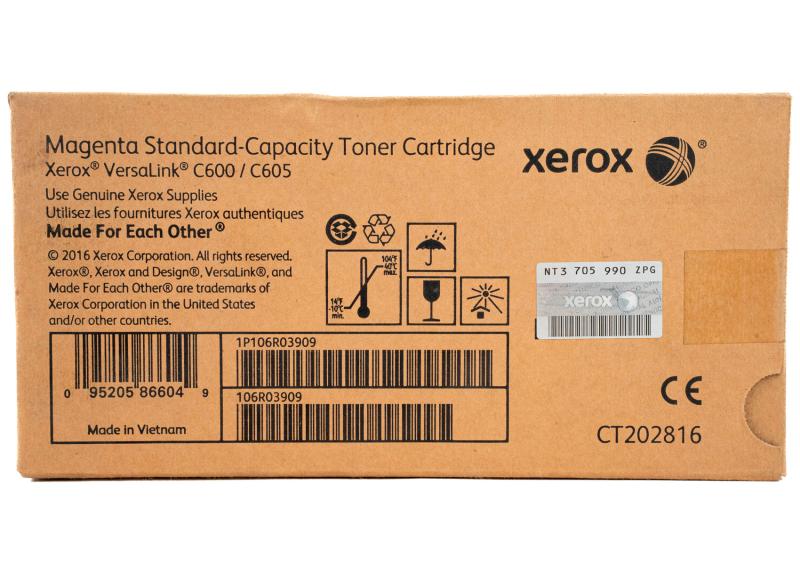 Magenta Standard-Capacity Toner Cartridge
Xerox® VersaLink® C600 / C605
Use Genuine Xerox Supplies
Utilisez les fournitures Xerox authentiques
Made For Each Other®
© 2016 Xerox Corporation. All rights reserved.
Xerox®, Xerox and Design®, VersaLink®, and
Made For Each Other® are trademarks of
Xerox Corporation in the United States
and/or other countries.
xerox ®
104°F
40°C
max.
14°F
-10°C
min.
NT3 705 990 ZPG
xerox
1P106R03909
106R03909
0 95205 86604 9
Made in Vietnam
CE
CT202816